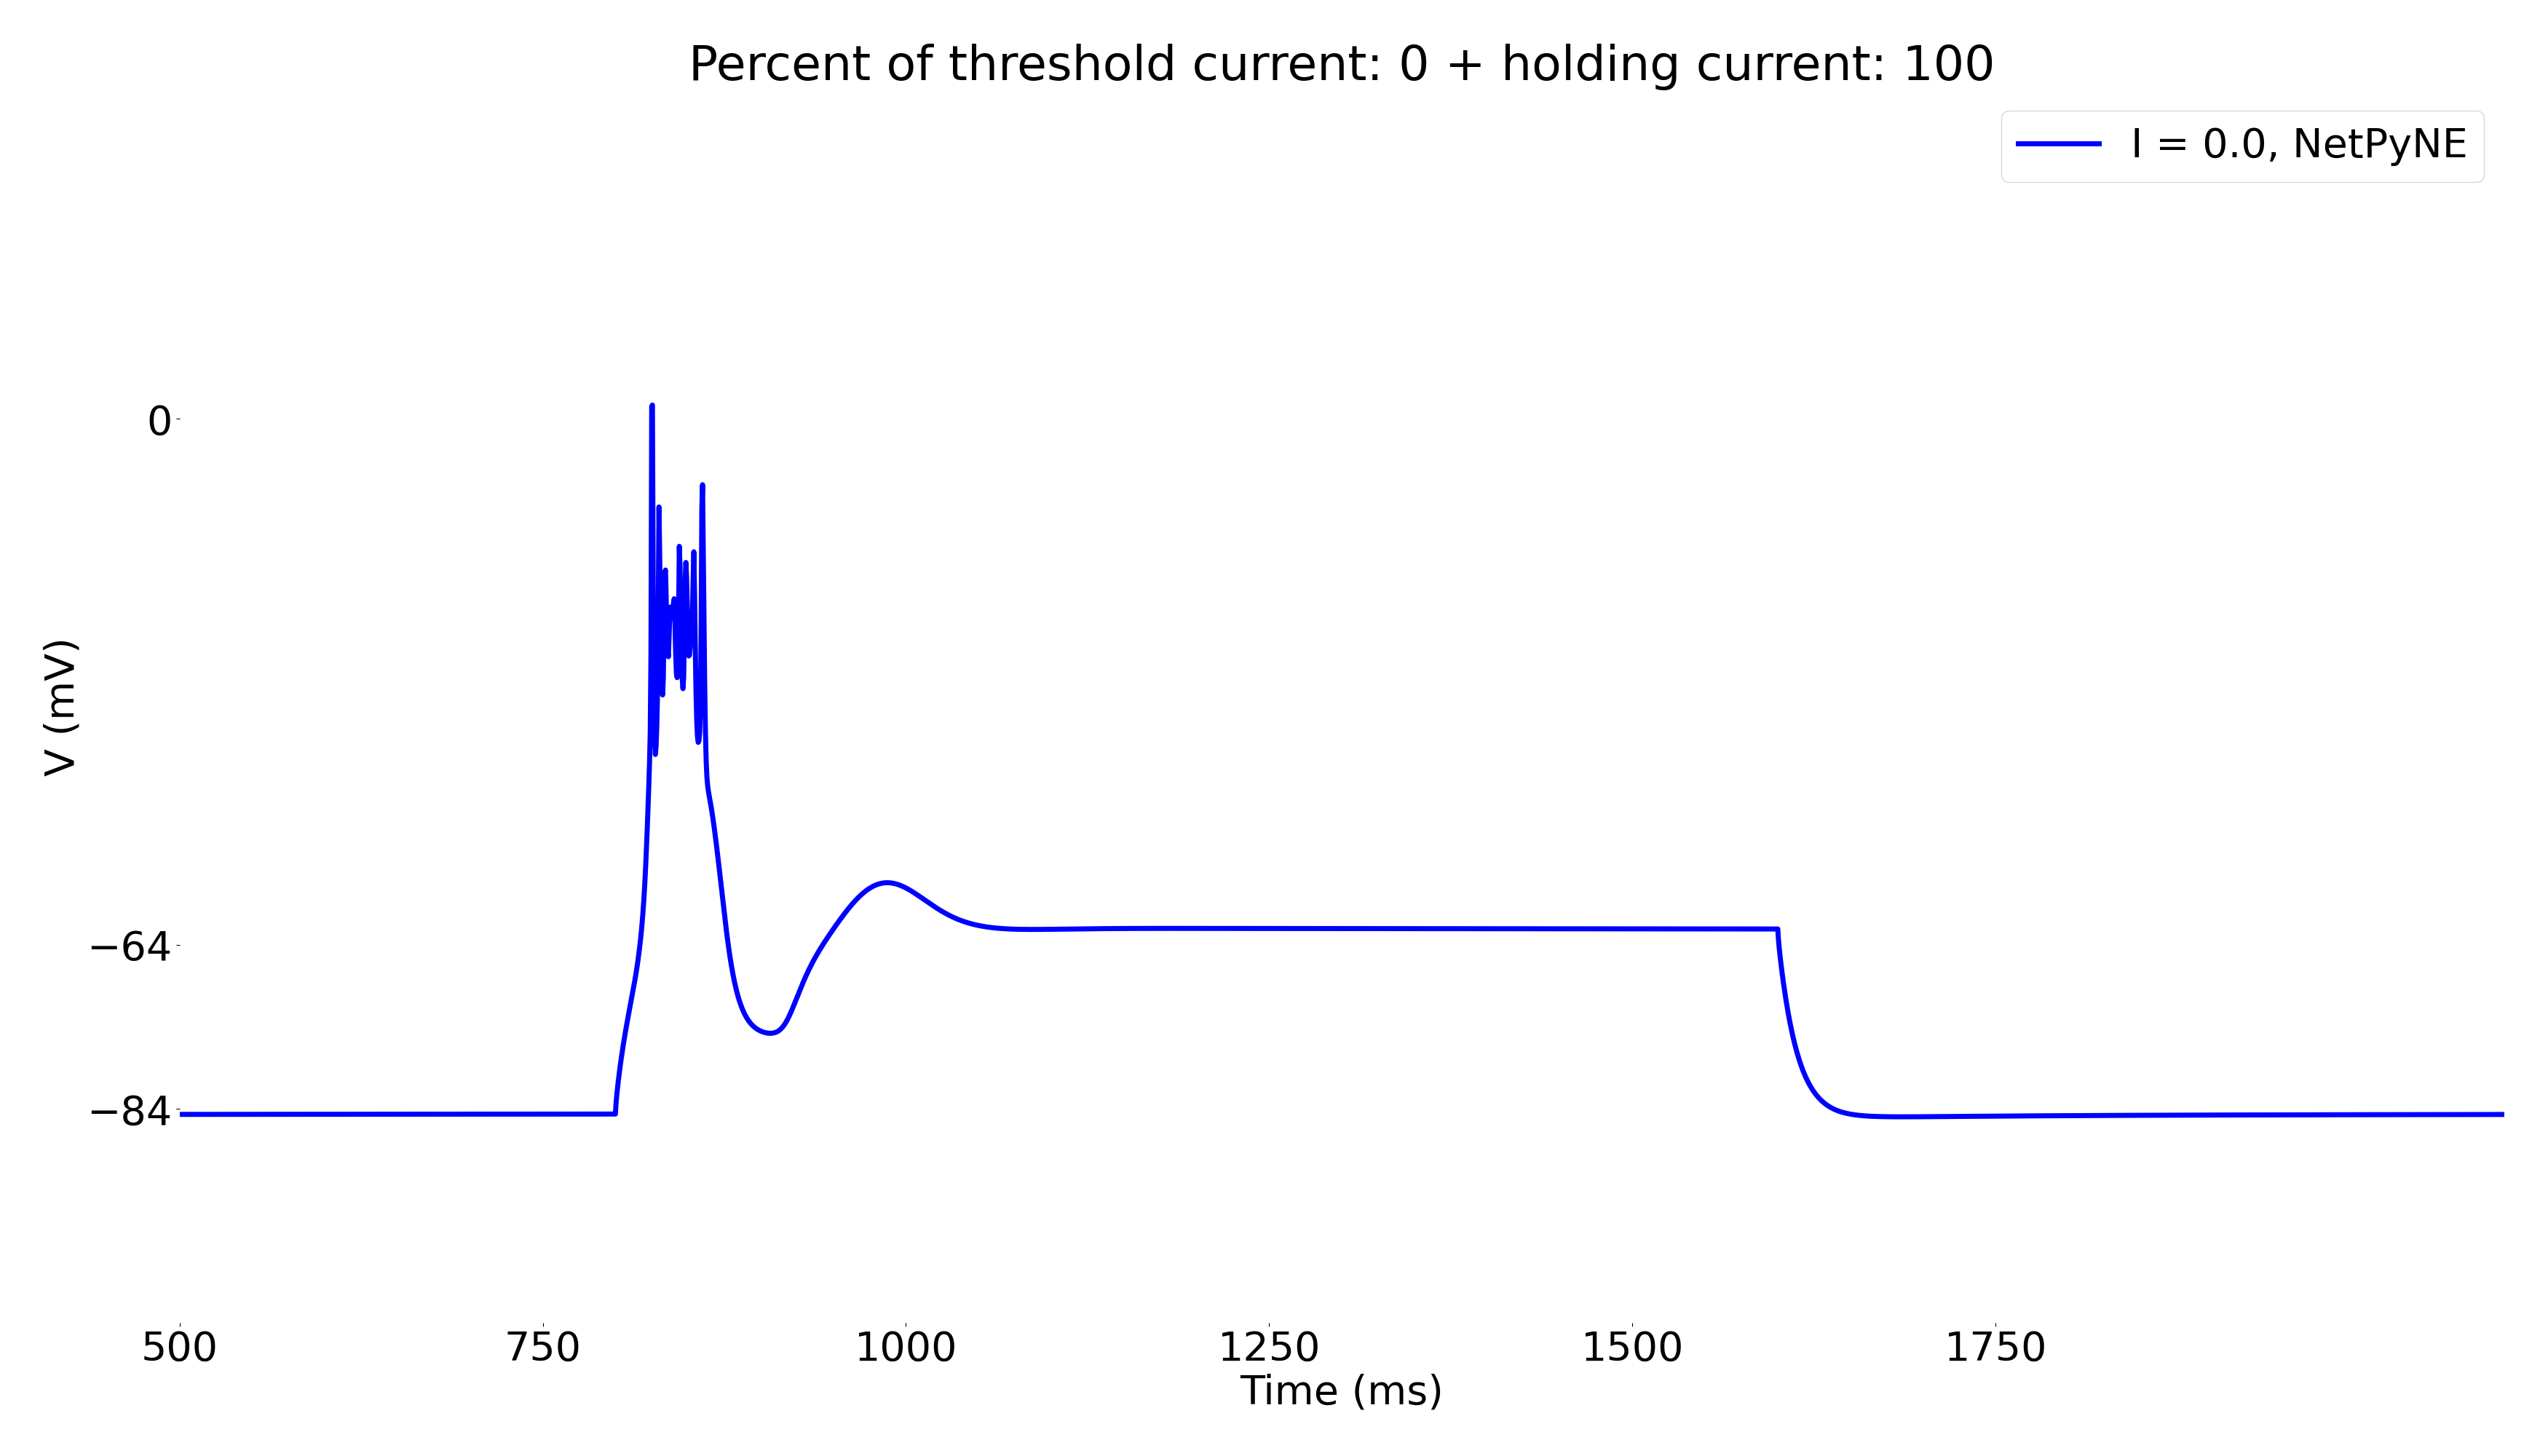 Percent of threshold current: 0 + holding current: 100
I = 0.0, NetPyNE
0
−64
−84
V (mV)
500 750 1000 1250 1500 1750
Time (ms)